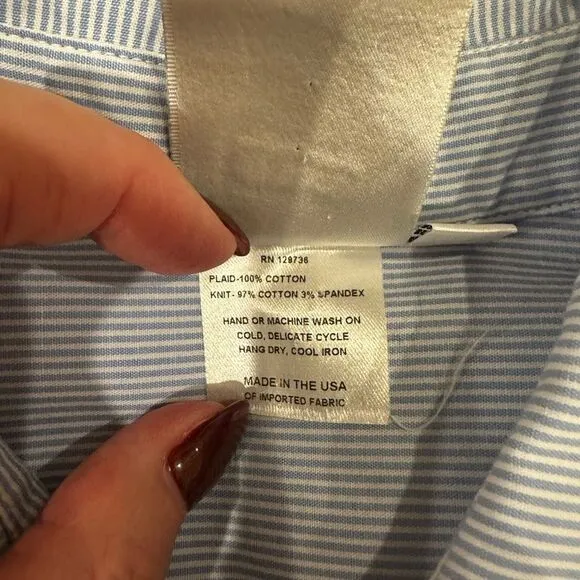 RN 128736
PLAID-100% COTTON
KNIT- 97% COTTON 3% SPANDEX
HAND OR MACHINE WASH ON
COLD, DELICATE CYCLE
HANG DRY, COOL IRON
MADE IN THE USA
OF IMPORTED FABRIC